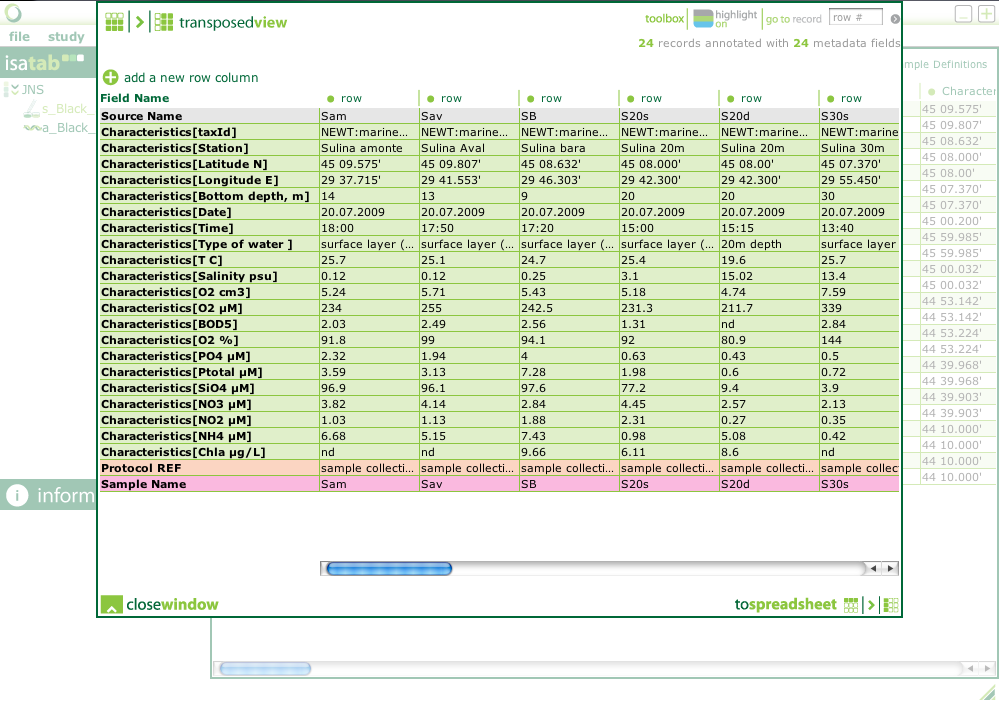 transposedview
toolbox highlight on go to record row #
24 records annotated with 24 metadata fields
file study
isatab
JNS
s_Black_
a_Black_
inform
add a new row column
Field Name row row row row row row
Source Name Sam Sav SB S20s S20d S30s
Characteristics[taxId] NEWT:marine... NEWT:marine... NEWT:marine... NEWT:marine... NEWT:marine... NEWT:marine
Characteristics[Station] Sulina amonte Sulina Aval Sulina bara Sulina 20m Sulina 20m Sulina 30m
Characteristics[Latitude N] 45 09.575' 45 09.807' 45 08.632' 45 08.000' 45 08.00' 45 07.370'
Characteristics[Longitude E] 29 37.715' 29 41.553' 29 46.303' 29 42.300' 29 42.300' 29 55.450'
Characteristics[Bottom depth, m] 14 13 9 20 20 30
Characteristics[Date] 20.07.2009 20.07.2009 20.07.2009 20.07.2009 20.07.2009 20.07.2009
Characteristics[Time] 18:00 17:50 17:20 15:00 15:15 13:40
Characteristics[Type of water ] surface layer (... surface layer (... surface layer (... surface layer (... 20m depth surface layer
Characteristics[T C] 25.7 25.1 24.7 25.4 19.6 25.7
Characteristics[Salinity psu] 0.12 0.12 0.25 3.1 15.02 13.4
Characteristics[O2 cm3] 5.24 5.71 5.43 5.18 4.74 7.59
Characteristics[O2 µM] 234 255 242.5 231.3 211.7 339
Characteristics[BOD5] 2.03 2.49 2.56 1.31 nd 2.84
Characteristics[O2 %] 91.8 99 94.1 92 80.9 144
Characteristics[PO4 µM] 2.32 1.94 4 0.63 0.43 0.5
Characteristics[Ptotal µM] 3.59 3.13 7.28 1.98 0.6 0.72
Characteristics[SiO4 µM] 96.9 96.1 97.6 77.2 9.4 3.9
Characteristics[NO3 µM] 3.82 4.14 2.84 4.45 2.57 2.13
Characteristics[NO2 µM] 1.03 1.13 1.88 2.31 0.27 0.35
Characteristics[NH4 µM] 6.68 5.15 7.43 0.98 5.08 0.42
Characteristics[Chla µg/L] nd nd 9.66 6.11 8.6 nd
Protocol REF sample collecti... sample collecti... sample collecti... sample collecti... sample collecti... sample collec
Sample Name Sam Sav SB S20s S20d S30s
closewindow
tospreadsheet
mple Definitions
Character
45 09.575'
45 09.807'
45 08.632'
45 08.000'
45 08.00'
45 07.370'
45 07.370'
45 00.200'
45 59.985'
45 59.985'
45 00.032'
45 00.032'
44 53.142'
44 53.142'
44 53.224'
44 53.224'
44 39.968'
44 39.968'
44 39.903'
44 39.903'
44 10.000'
44 10.000'
44 10.000'
44 10.000'